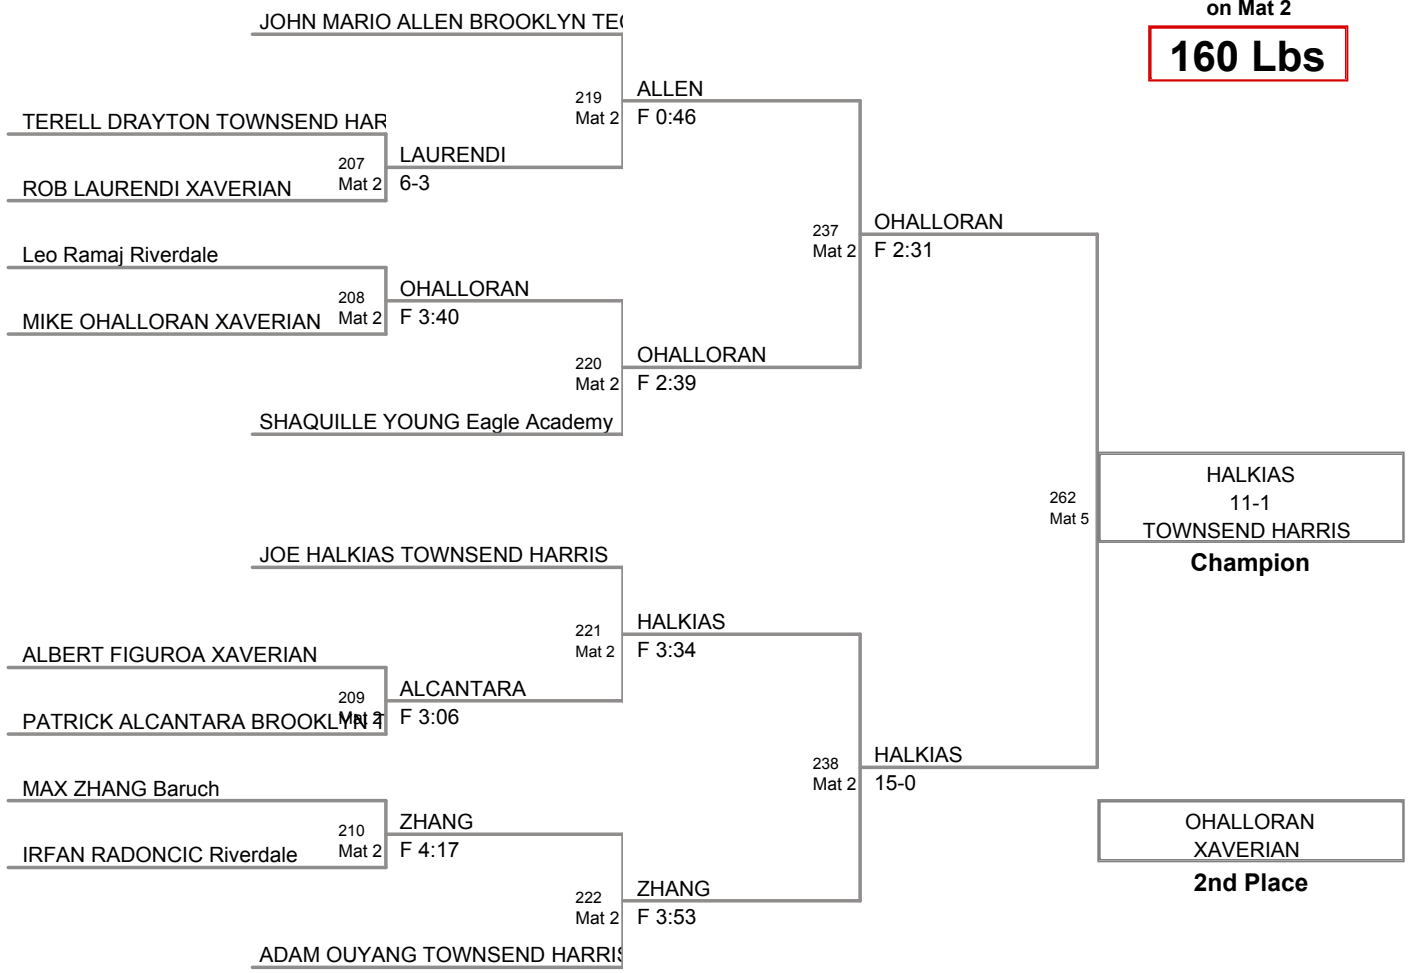 on Mat 2
160 Lbs
JOHN MARIO ALLEN BROOKLYN TEC
219
Mat 2
ALLEN
F 0:46
TERELL DRAYTON TOWNSEND HAR
207
Mat 2
LAURENDI
6-3
ROB LAURENDI XAVERIAN
237
Mat 2
OHALLORAN
F 2:31
Leo Ramaj Riverdale
208
Mat 2
OHALLORAN
F 3:40
MIKE OHALLORAN XAVERIAN
220
Mat 2
OHALLORAN
F 2:39
SHAQUILLE YOUNG Eagle Academy
262
Mat 5
HALKIAS
11-1
TOWNSEND HARRIS
Champion
JOE HALKIAS TOWNSEND HARRIS
221
Mat 2
HALKIAS
F 3:34
ALBERT FIGUROA XAVERIAN
209
Mat 2
ALCANTARA
F 3:06
PATRICK ALCANTARA BROOKLYN T
238
Mat 2
HALKIAS
15-0
MAX ZHANG Baruch
210
Mat 2
ZHANG
F 4:17
IRFAN RADONCIC Riverdale
OHALLORAN
XAVERIAN
2nd Place
222
Mat 2
ZHANG
F 3:53
ADAM OUYANG TOWNSEND HARRIS